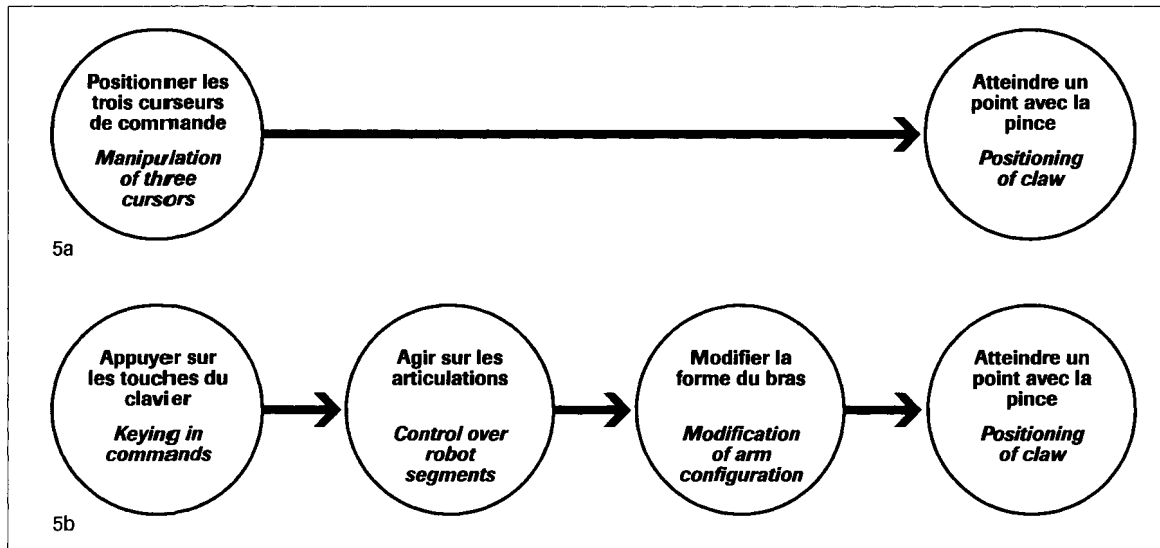 Positionner les
trois curseurs
de commande
Manipulation
of three
cursors
Atteindre un
point avec la
pince
Positioning
of claw
5a
Appuyer sur
les touches du
clavier
Keying in
commands
Agir sur les
articulations
Control over
robot
segments
Modifier la
forme du bras
Modification
of arm
configuration
Atteindre un
point avec la
pince
Positioning
of claw
5b